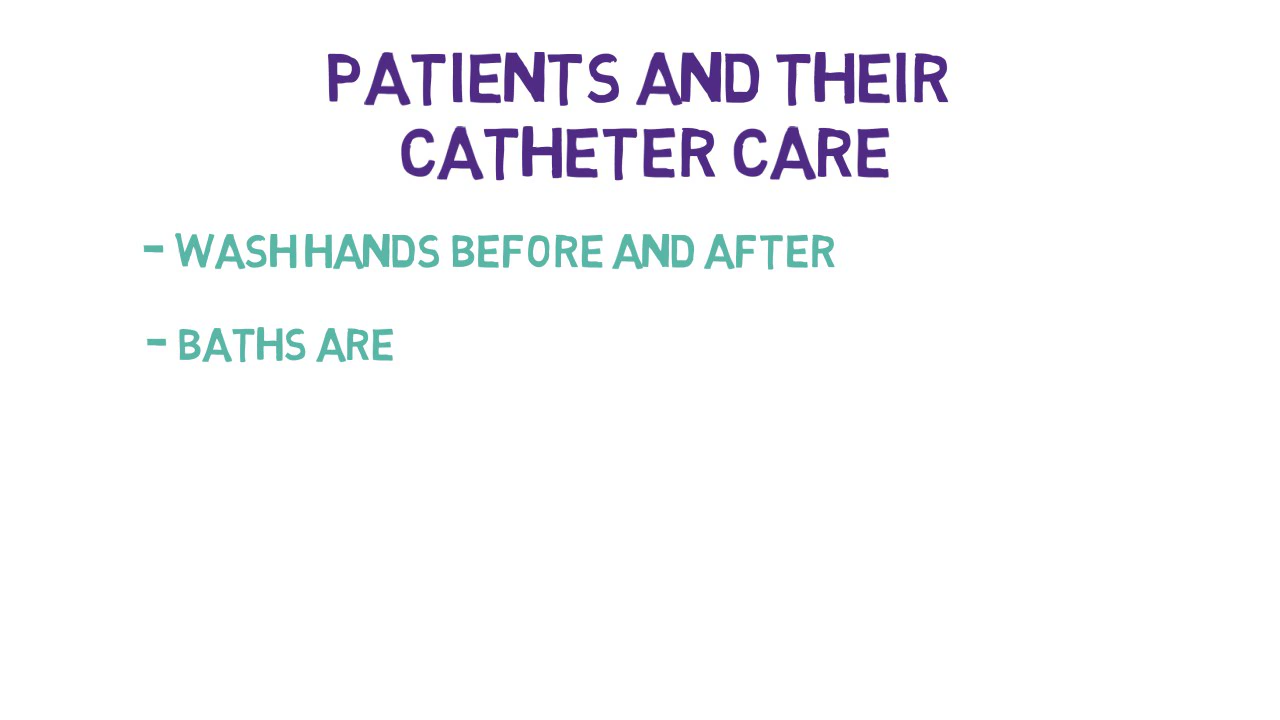 PATIENTS AND THEIR
CATHETER CARE
- WASH HANDS BEFORE AND AFTER
- BATHS ARE